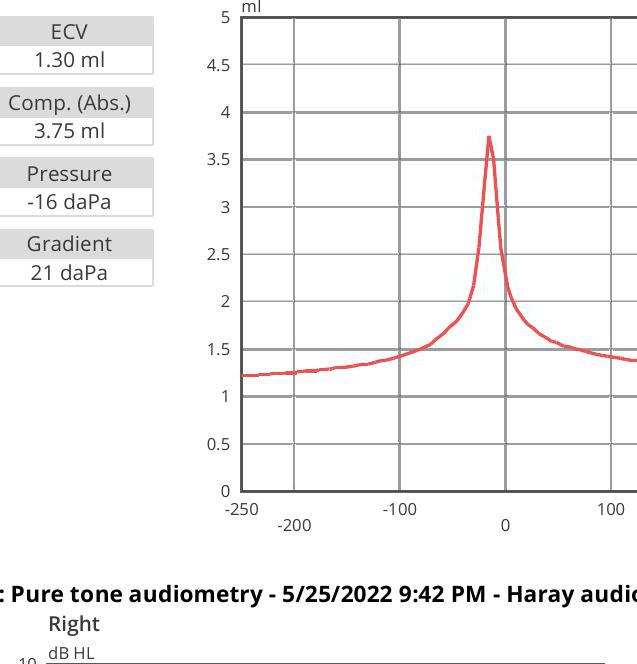 ml
ECV
1.30 ml
Comp. (Abs.)
3.75 ml
Pressure
-16 daPa
Gradient
21 daPa
5
4.5
4
3.5
3
2.5
2
1.5
1
0.5
0
-250
-200
-100
0
100
: Pure tone audiometry - 5/25/2022 9:42 PM - Haray audio
Right
dB HL
10